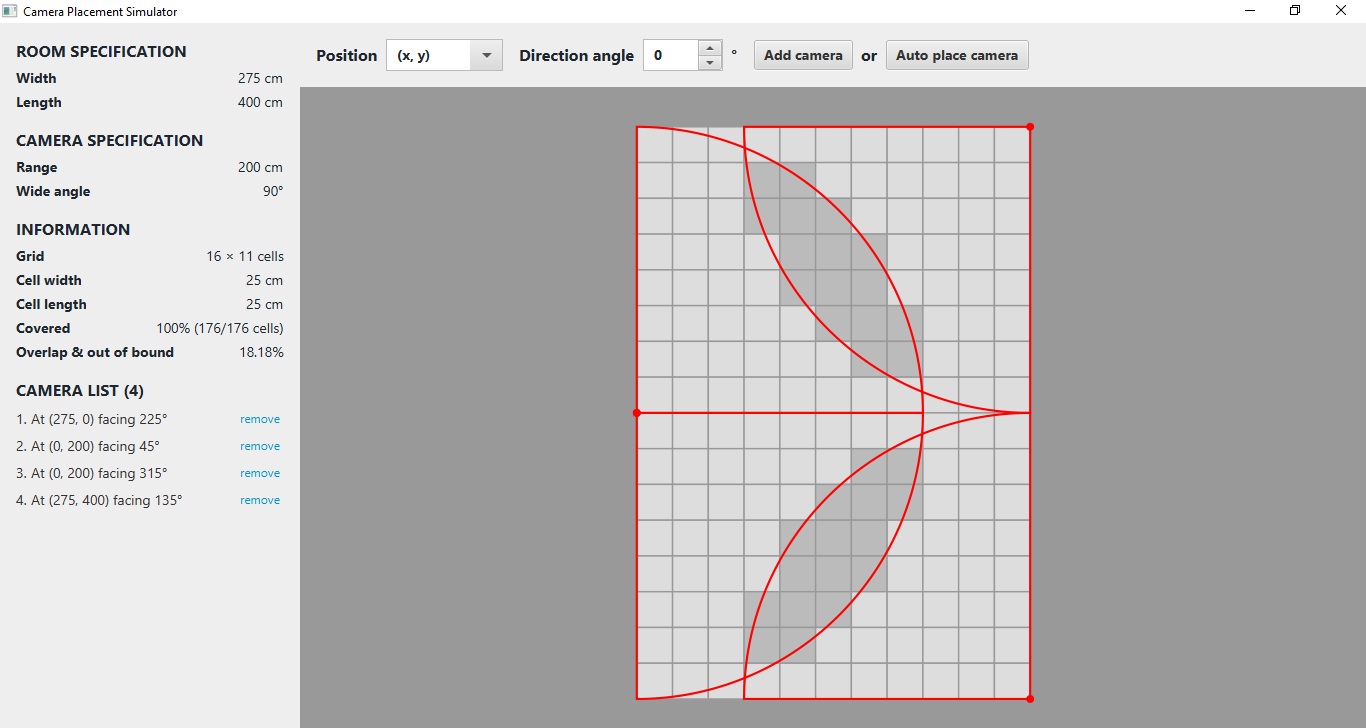 Camera Placement Simulator
ROOM SPECIFICATION
Width 275 cm
Length 400 cm
CAMERA SPECIFICATION
Range 200 cm
Wide angle 90°
INFORMATION
Grid 16 × 11 cells
Cell width 25 cm
Cell length 25 cm
Covered 100% (176/176 cells)
Overlap & out of bound 18.18%
CAMERA LIST (4)
1. At (275, 0) facing 225° remove
2. At (0, 200) facing 45° remove
3. At (0, 200) facing 315° remove
4. At (275, 400) facing 135° remove
Position (x, y) Direction angle 0 ° Add camera or Auto place camera